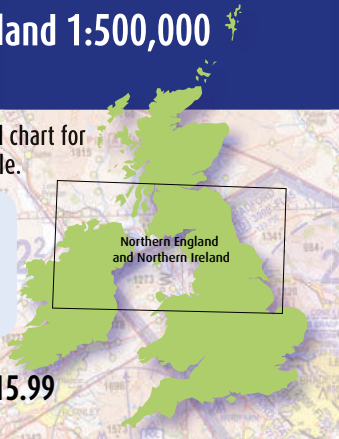 land 1:500,000
l chart for
le.
Northern England
and Northern Ireland
15.99